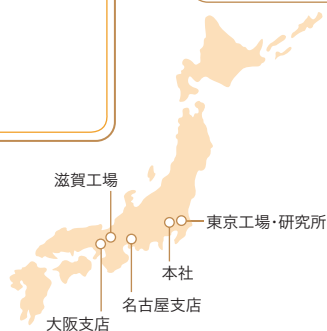 滋賀工場
東京工場・研究所
本社
名古屋支店
大阪支店